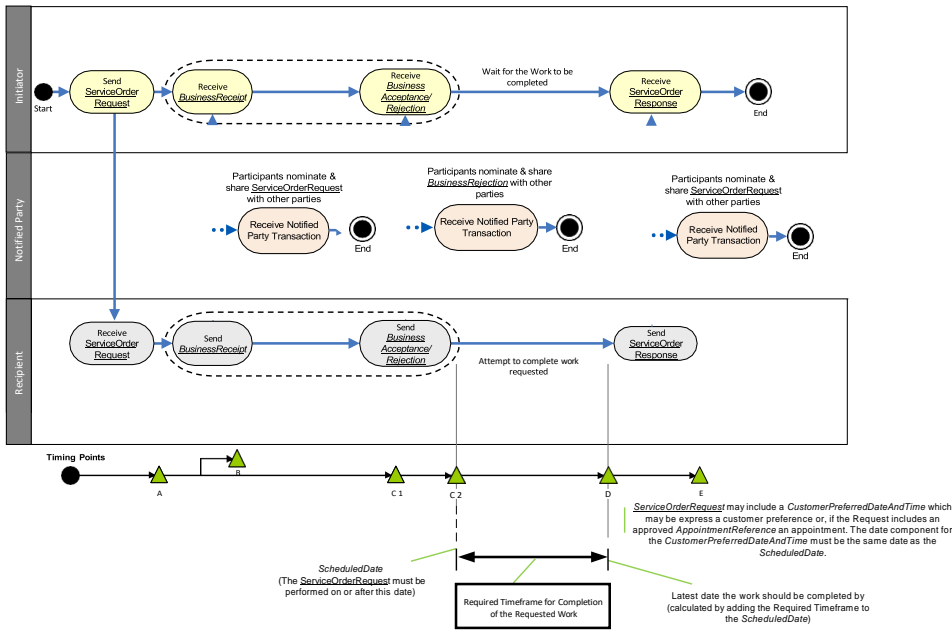 Initiator
Start
Send
ServiceOrder
Request
Receive
BusinessReceipt
Receive
Business
Acceptance/
Rejection
Wait for the Work to be
completed
Receive
ServiceOrder
Response
End
Notified Party
Participants nominate &
share ServiceOrderRequest
with other parties
Receive Notified
Party Transaction
End
Participants nominate & share
BusinessRejection with other
parties
Receive Notified Party
Transaction
End
Participants nominate &
share ServiceOrderRequest
with other parties
Receive Notified
Party Transaction
End
Recipient
Receive
ServiceOrder
Request
Send
BusinessReceipt
Send
Business
Acceptance/
Rejection
Attempt to complete work
requested
Send
ServiceOrder
Response
Timing Points
A
B
C 1
C 2
D
E
ServiceOrderRequest may include a CustomerPreferredDateAndTime which
may be express a customer preference or, if the Request includes an
approved AppointmentReference an appointment. The date component for
the CustomerPreferredDateAndTime must be the same date as the
ScheduledDate.
ScheduledDate
(The ServiceOrderRequest must be
performed on or after this date)
Required Timeframe for Completion
of the Requested Work
Latest date the work should be completed by
(calculated by adding the Required Timeframe to
the ScheduledDate)